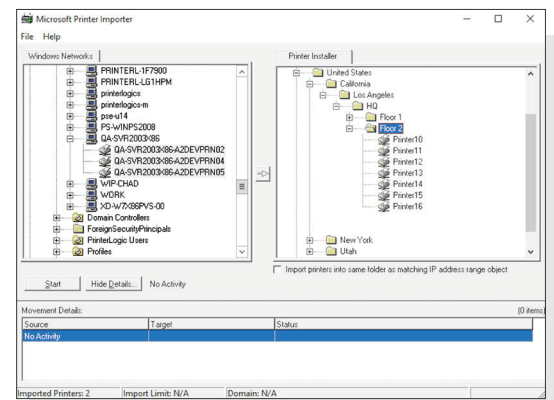 Microsoft Printer Importer
File Help
Windows Networks
PRINTERL-1F7900
PRINTERL-LG1HPM
printerlogics
printerlogics-m
pse-u14
PS-WINPS2008
QA-SVR2003X86
QA-SVR2003X86-A2DEVPRN02
QA-SVR2003X86-A2DEVPRN04
QA-SVR2003X86-A2DEVPRN05
WIP-CHAD
WORK
XD-W7X86PVS-00
Domain Controllers
ForeignSecurityPrincipals
PrinterLogic Users
Profiles
Printer Installer
United States
California
Los Angeles
HQ
Floor 1
Floor 2
Printer10
Printer11
Printer12
Printer13
Printer14
Printer15
Printer16
New York
Utah
Import printers into same folder as matching IP address range object
Start Hide Details... No Activity
Movement Details: (0 items)
Source Target Status
No Activity
Imported Printers: 2 Import Limit: N/A Domain: N/A